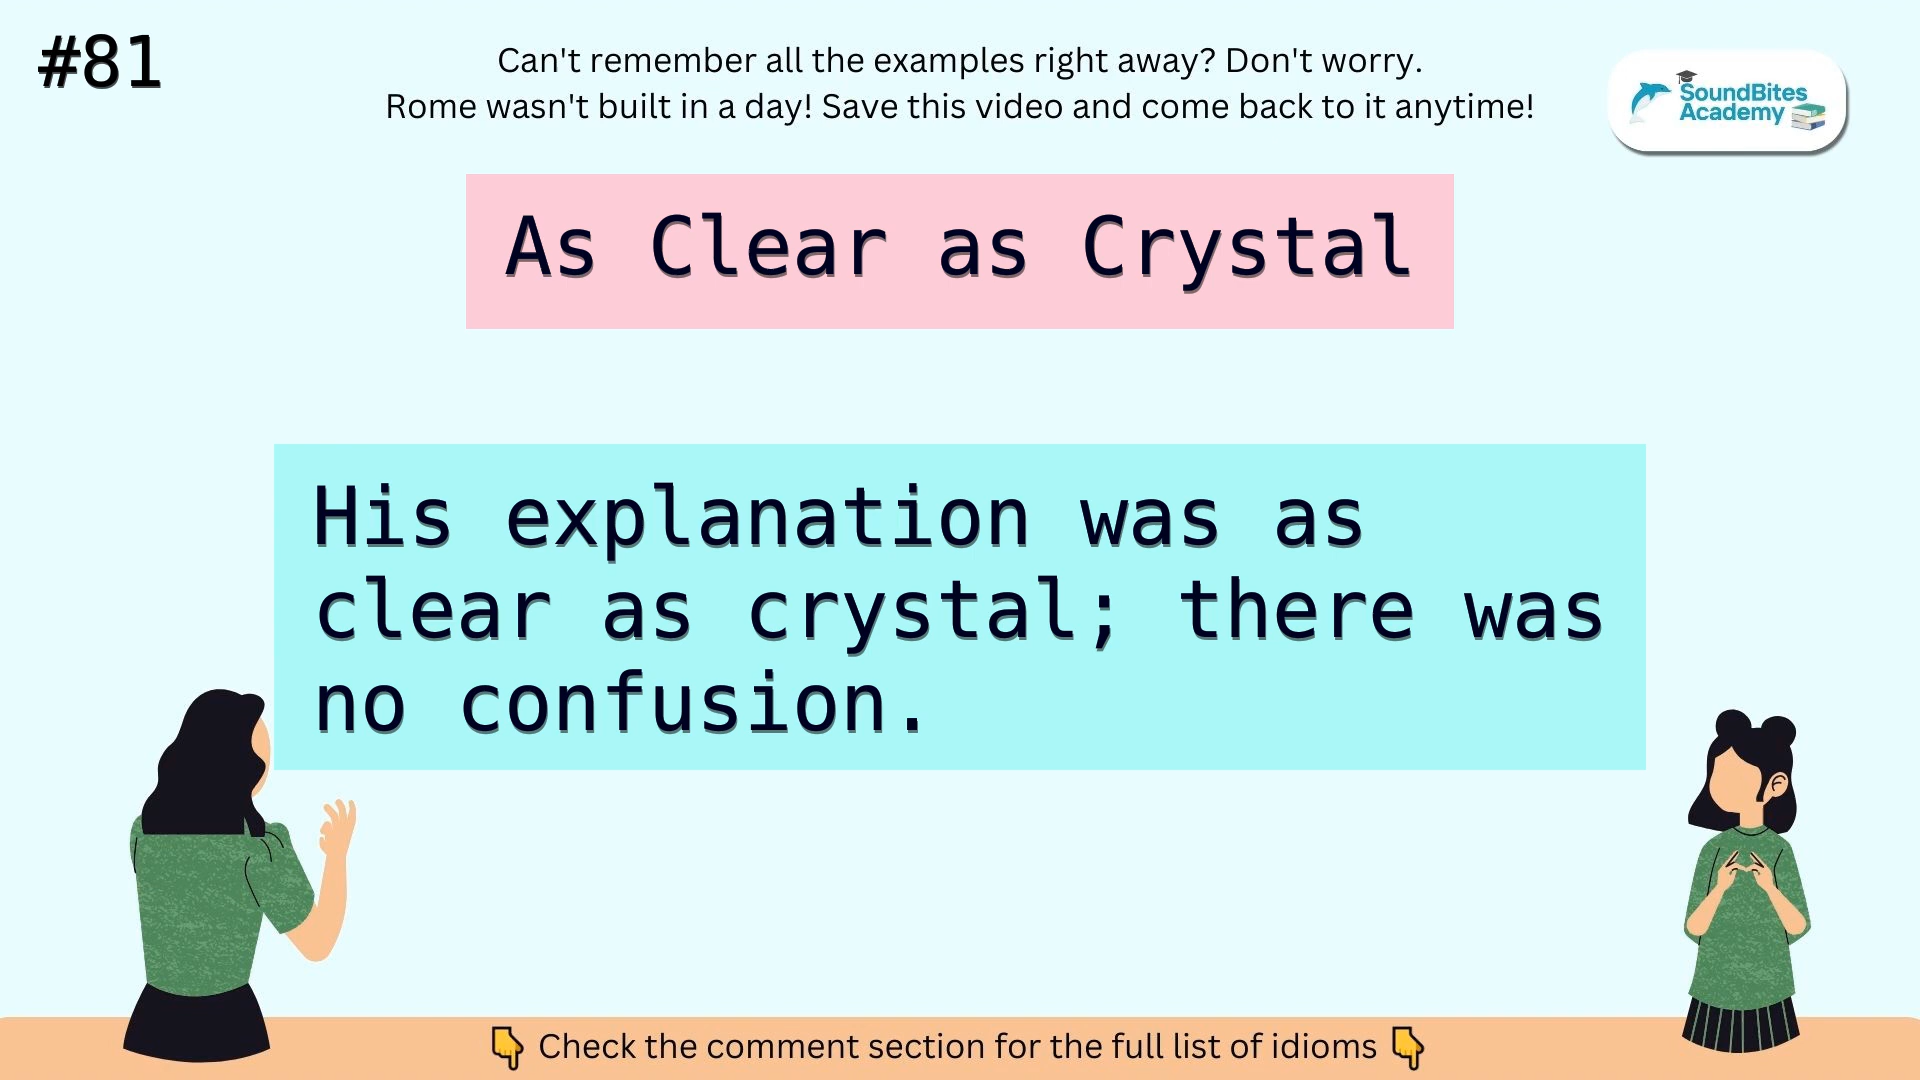 #81
Can't remember all the examples right away? Don't worry.
Rome wasn't built in a day! Save this video and come back to it anytime!
SoundBites
Academy
As Clear as Crystal
His explanation was as
clear as crystal; there was
no confusion.
👇 Check the comment section for the full list of idioms 👇